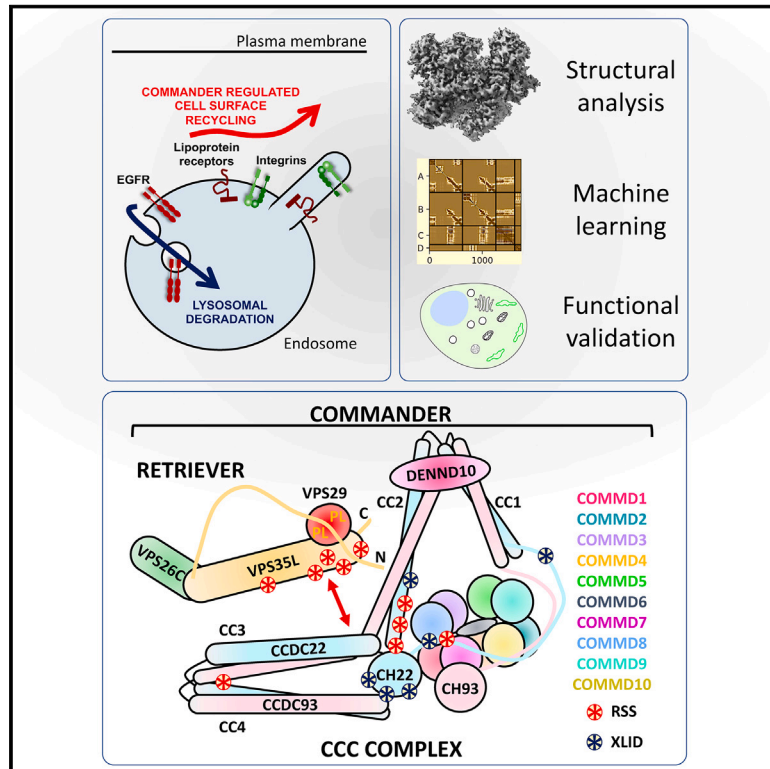 Plasma membrane
COMMANDER REGULATED
CELL SURFACE
RECYCLING
Lipoprotein
receptors
Integrins
EGFR
LYSOSOMAL
DEGRADATION
Endosome
Structural
analysis
A
B
C
D
0
1000
Machine
learning
Functional
validation
COMMANDER
RETRIEVER
DENND10
VPS29
CC2
CC1
PL
C
PL
N
VPS35L
VPS26C
CC3
CCDC22
CH22
CH93
CCDC93
CC4
CCC COMPLEX
COMMD1
COMMD2
COMMD3
COMMD4
COMMD5
COMMD6
COMMD7
COMMD8
COMMD9
COMMD10
RSS
XLID